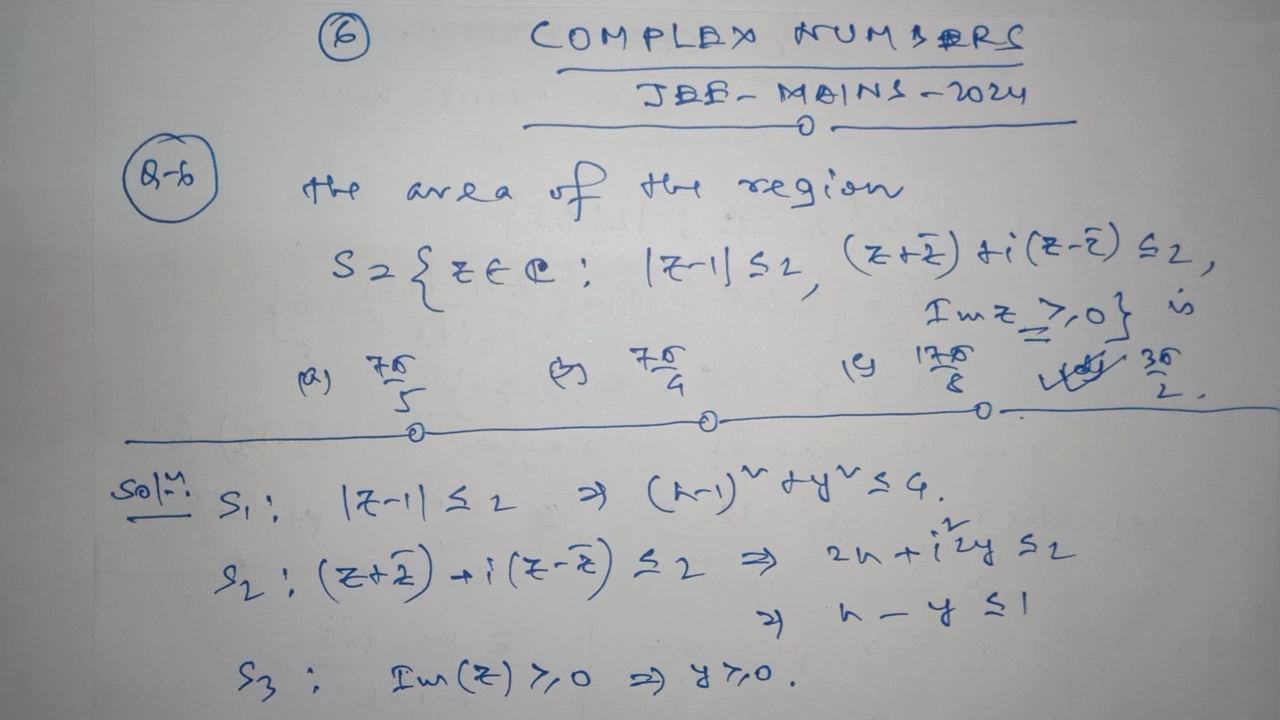 6 COMPLEX NUMBERS
JEE - MAINS - 2024
Q-6 the area of the region
S = { z ∈ ℂ : |z-1| ≤ 2, (z+z̄) + i(z-z̄) ≤ 2,
Im z ≥ 0} is
(a) 7π/5 (b) 7π/4 (c) 17π/8 (d) 3π/2.
Solⁿ. S₁ : |z-1| ≤ 2 ⇒ (x-1)² + y² ≤ 4.
S₂ : (z+z̄) + i(z-z̄) ≤ 2 ⇒ 2x + i²2y ≤ 2
⇒ x - y ≤ 1
S₃ : Im(z) ≥ 0 ⇒ y ≥ 0.